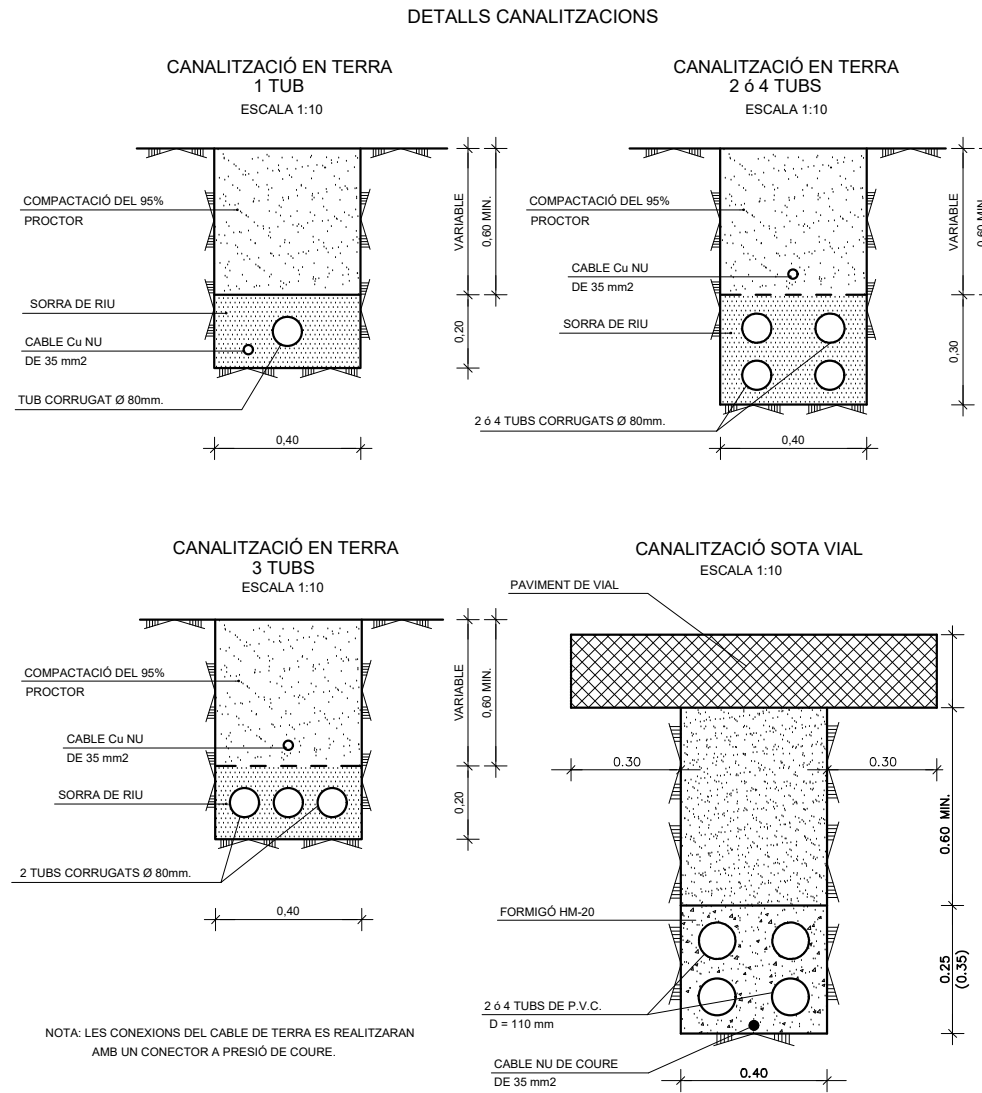 DETALLS CANALITZACIONS
CANALITZACIÓ EN TERRA
1 TUB
ESCALA 1:10
COMPACTACIÓ DEL 95%
PROCTOR
SORRA DE RIU
CABLE Cu NU
DE 35 mm2
TUB CORRUGAT Ø 80mm.
VARIABLE
0,60 MIN.
0,20
0,40
CANALITZACIÓ EN TERRA
2 ó 4 TUBS
ESCALA 1:10
COMPACTACIÓ DEL 95%
PROCTOR
CABLE Cu NU
DE 35 mm2
SORRA DE RIU
2 ó 4 TUBS CORRUGATS Ø 80mm.
VARIABLE
0,60 MIN.
0.30
0,40
CANALITZACIÓ EN TERRA
3 TUBS
ESCALA 1:10
COMPACTACIÓ DEL 95%
PROCTOR
CABLE Cu NU
DE 35 mm2
SORRA DE RIU
2 TUBS CORRUGATS Ø 80mm.
VARIABLE
0,60 MIN.
0,20
0,40
CANALITZACIÓ SOTA VIAL
ESCALA 1:10
PAVIMENT DE VIAL
0.30
0.30
0.60 MIN.
FORMIGÓ HM-20
0.25
(0.35)
2 ó 4 TUBS DE P.V.C.
D = 110 mm
CABLE NU DE COURE
DE 35 mm2
0.40
NOTA: LES CONEXIONS DEL CABLE DE TERRA ES REALITZARAN
AMB UN CONECTOR A PRESIÓ DE COURE.